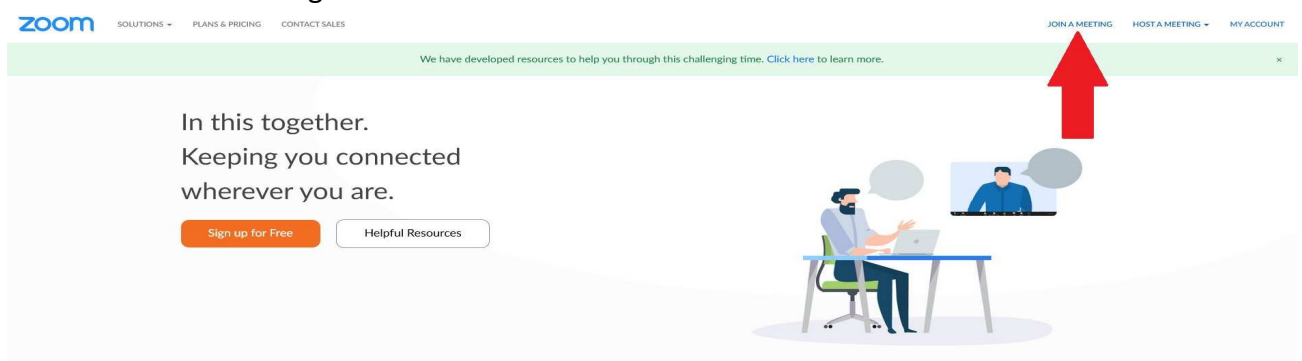 zoom SOLUTIONS PLANS & PRICING CONTACT SALES JOIN A MEETING HOST A MEETING MY ACCOUNT
We have developed resources to help you through this challenging time. Click here to learn more. ×
In this together.
Keeping you connected
wherever you are.
Sign up for Free Helpful Resources